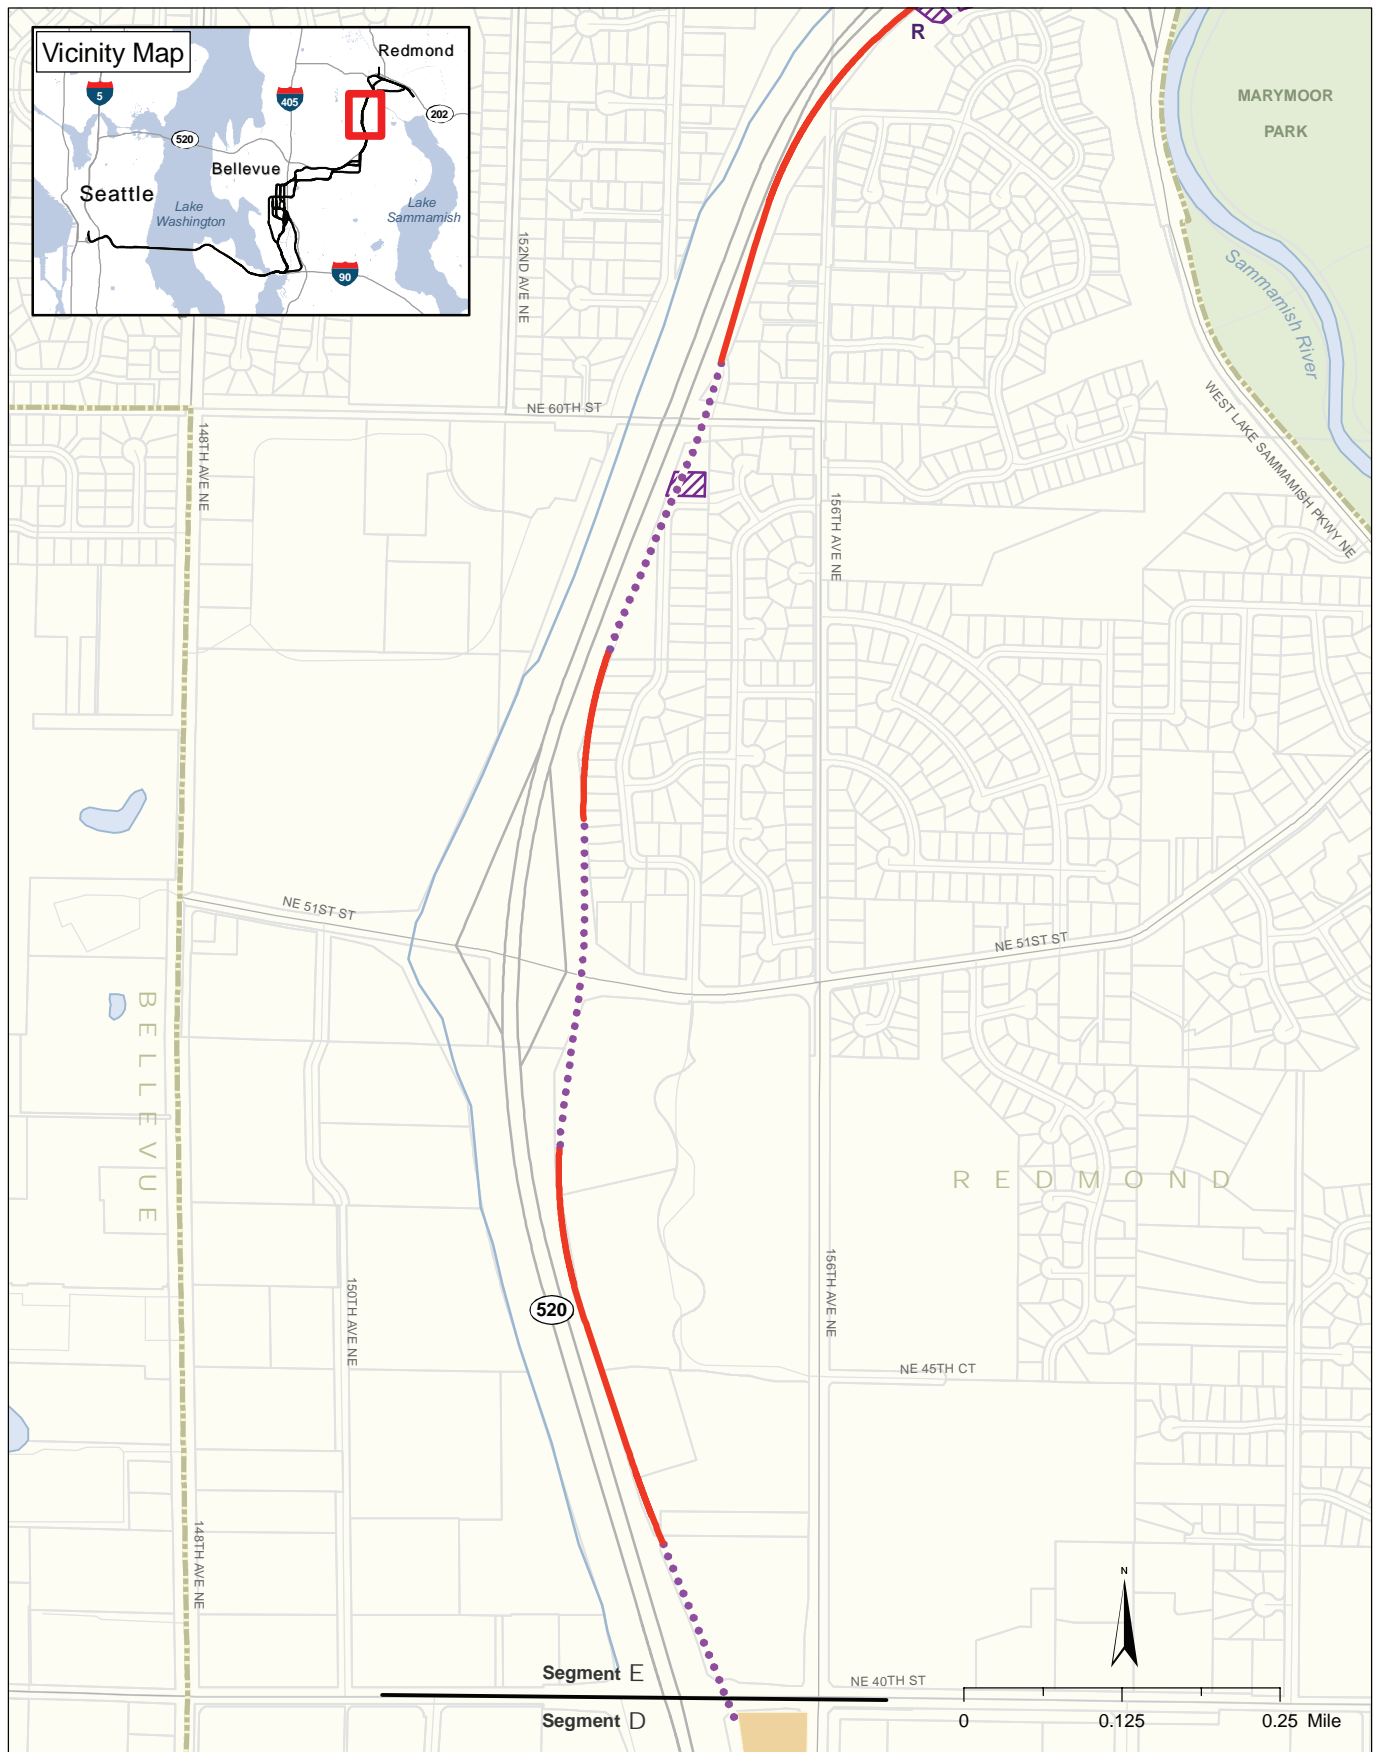 Vicinity Map
Redmond
5
405
202
520
Bellevue
Seattle
Lake
Washington
Lake
Sammamish
90
R
MARYMOOR
PARK
152ND AVE NE
Sammamish River
NE 60TH ST
148TH AVE NE
WEST LAKE SAMMAMISH PKWY NE
156TH AVE NE
NE 51ST ST
NE 51ST ST
BELLEVUE
REDMOND
150TH AVE NE
156TH AVE NE
520
NE 45TH CT
148TH AVE NE
N
Segment E
NE 40TH ST
Segment D
0 0.125 0.25 Mile